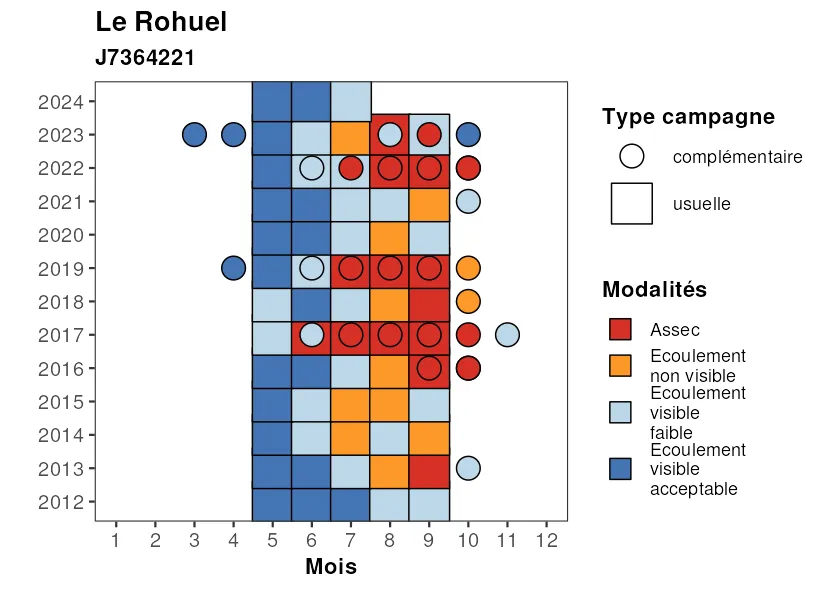 Le Rohuel
J7364221
2024
2023
2022
2021
2020
2019
2018
2017
2016
2015
2014
2013
2012
1 2 3 4 5 6 7 8 9 10 11 12
Mois
Type campagne
complémentaire
usuelle
Modalités
Assec
Ecoulement
non visible
Ecoulement
visible
faible
Ecoulement
visible
acceptable